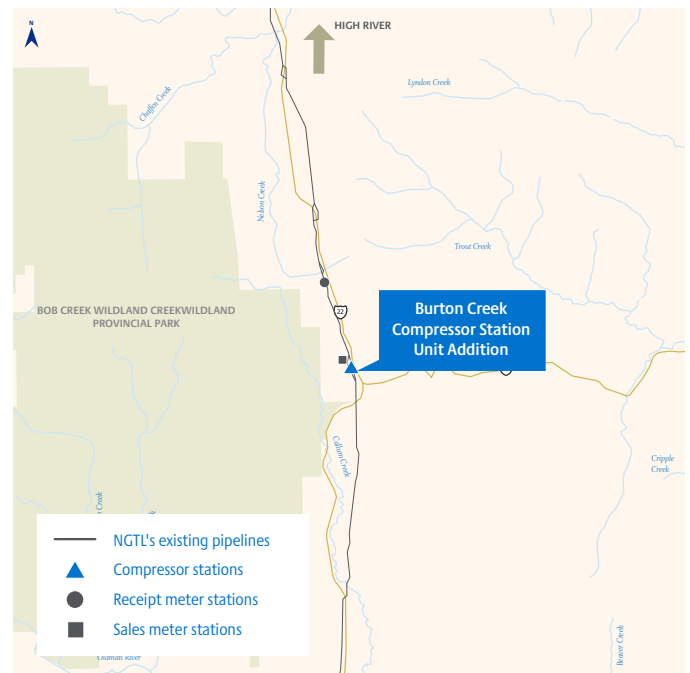 N
HIGH RIVER
Lyndon Creek
Chaffen Creek
Nelson Creek
Trout Creek
BOB CREEK WILDLAND CREEKWILDLAND
PROVINCIAL PARK
22
Burton Creek
Compressor Station
Unit Addition
Callum Creek
Cripple
Creek
Creek
NGTL's existing pipelines
Compressor stations
Receipt meter stations
Sales meter stations
Oldman River
Beaver Creek